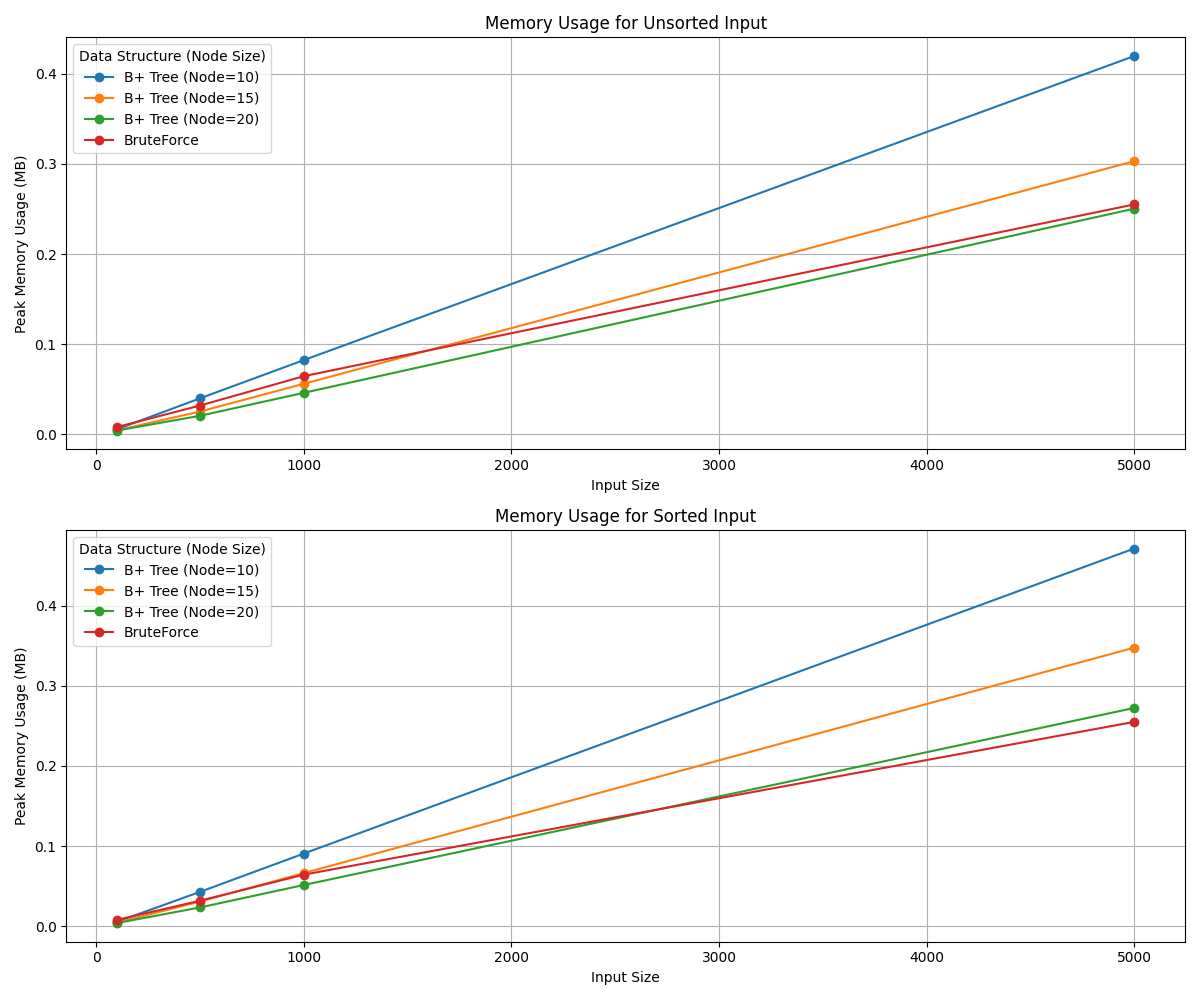 Memory Usage for Unsorted Input
Data Structure (Node Size)
B+ Tree (Node=10)
B+ Tree (Node=15)
B+ Tree (Node=20)
BruteForce
Peak Memory Usage (MB)
0.4
0.3
0.2
0.1
0.0
0 1000 2000 3000 4000 5000
Input Size
Memory Usage for Sorted Input
Data Structure (Node Size)
B+ Tree (Node=10)
B+ Tree (Node=15)
B+ Tree (Node=20)
BruteForce
Peak Memory Usage (MB)
0.4
0.3
0.2
0.1
0.0
0 1000 2000 3000 4000 5000
Input Size